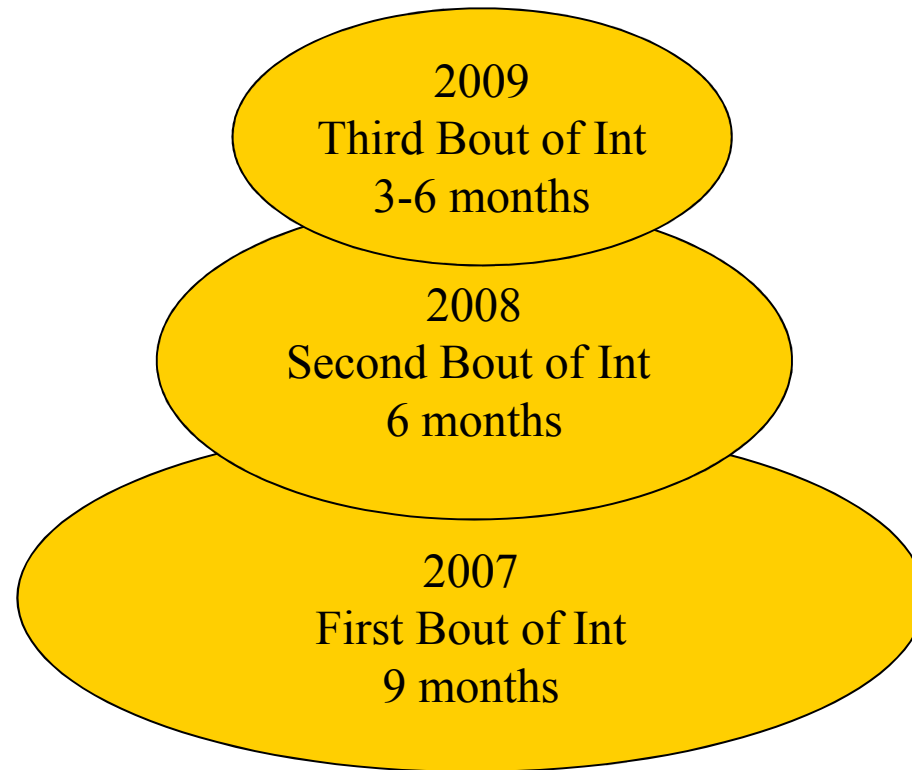 2009
Third Bout of Int
3-6 months
2008
Second Bout of Int
6 months
2007
First Bout of Int
9 months